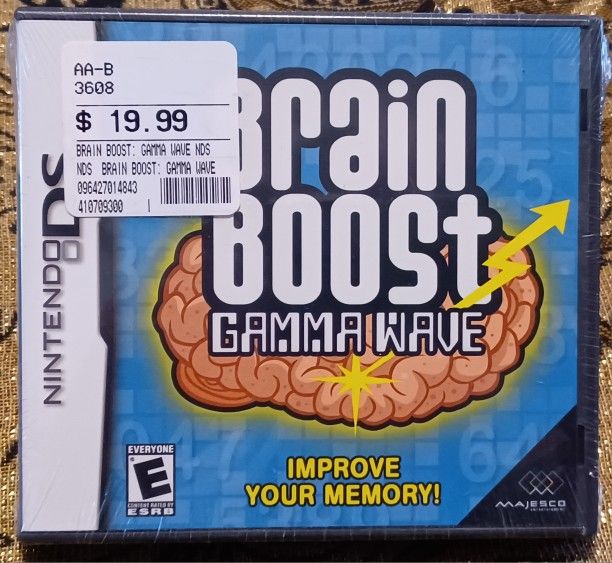 AA-B
3608
$ 19.99
BRAIN BOOST: GAMMA WAVE NDS
NDS BRAIN BOOST: GAMMA WAVE
096427014843
410709300
NINTENDO DS
Brain
Boost
GAMMA WAVE
EVERYONE
E
CONTENT RATED BY
ESRB
IMPROVE
YOUR MEMORY!
MAJESCO